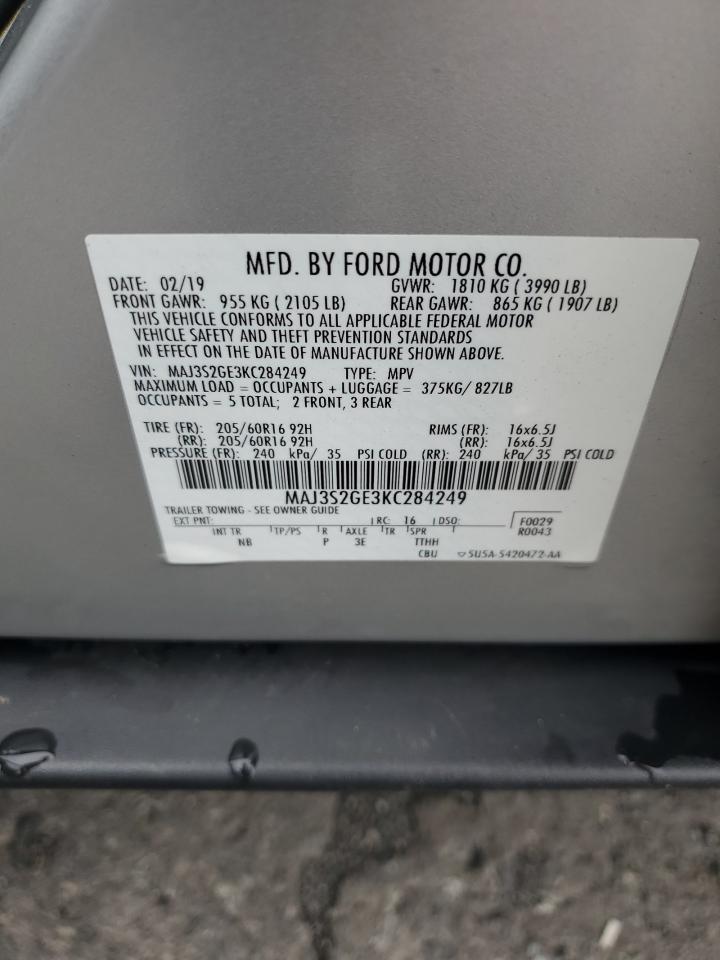 MFD. BY FORD MOTOR CO.
DATE: 02/19 GVWR: 1810 KG ( 3990 LB)
FRONT GAWR: 955 KG ( 2105 LB) REAR GAWR: 865 KG ( 1907 LB)
THIS VEHICLE CONFORMS TO ALL APPLICABLE FEDERAL MOTOR
VEHICLE SAFETY AND THEFT PREVENTION STANDARDS
IN EFFECT ON THE DATE OF MANUFACTURE SHOWN ABOVE.
VIN: MAJ3S2GE3KC284249 TYPE: MPV
MAXIMUM LOAD = OCCUPANTS + LUGGAGE = 375KG/ 827LB
OCCUPANTS = 5 TOTAL; 2 FRONT, 3 REAR
TIRE (FR): 205/60R16 92H RIMS (FR): 16x6.5J
(RR): 205/60R16 92H (RR): 16x6.5J
PRESSURE (FR): 240 kPa/ 35 PSI COLD (RR): 240 kPa/ 35 PSI COLD
MAJ3S2GE3KC284249
TRAILER TOWING - SEE OWNER GUIDE
EXT PNT: RC: 16 DSO: F0029
INT TR TP/PS R AXLE TR SPR R0043
NB P 3E TTHH
CBU SU5A-5420472-AA